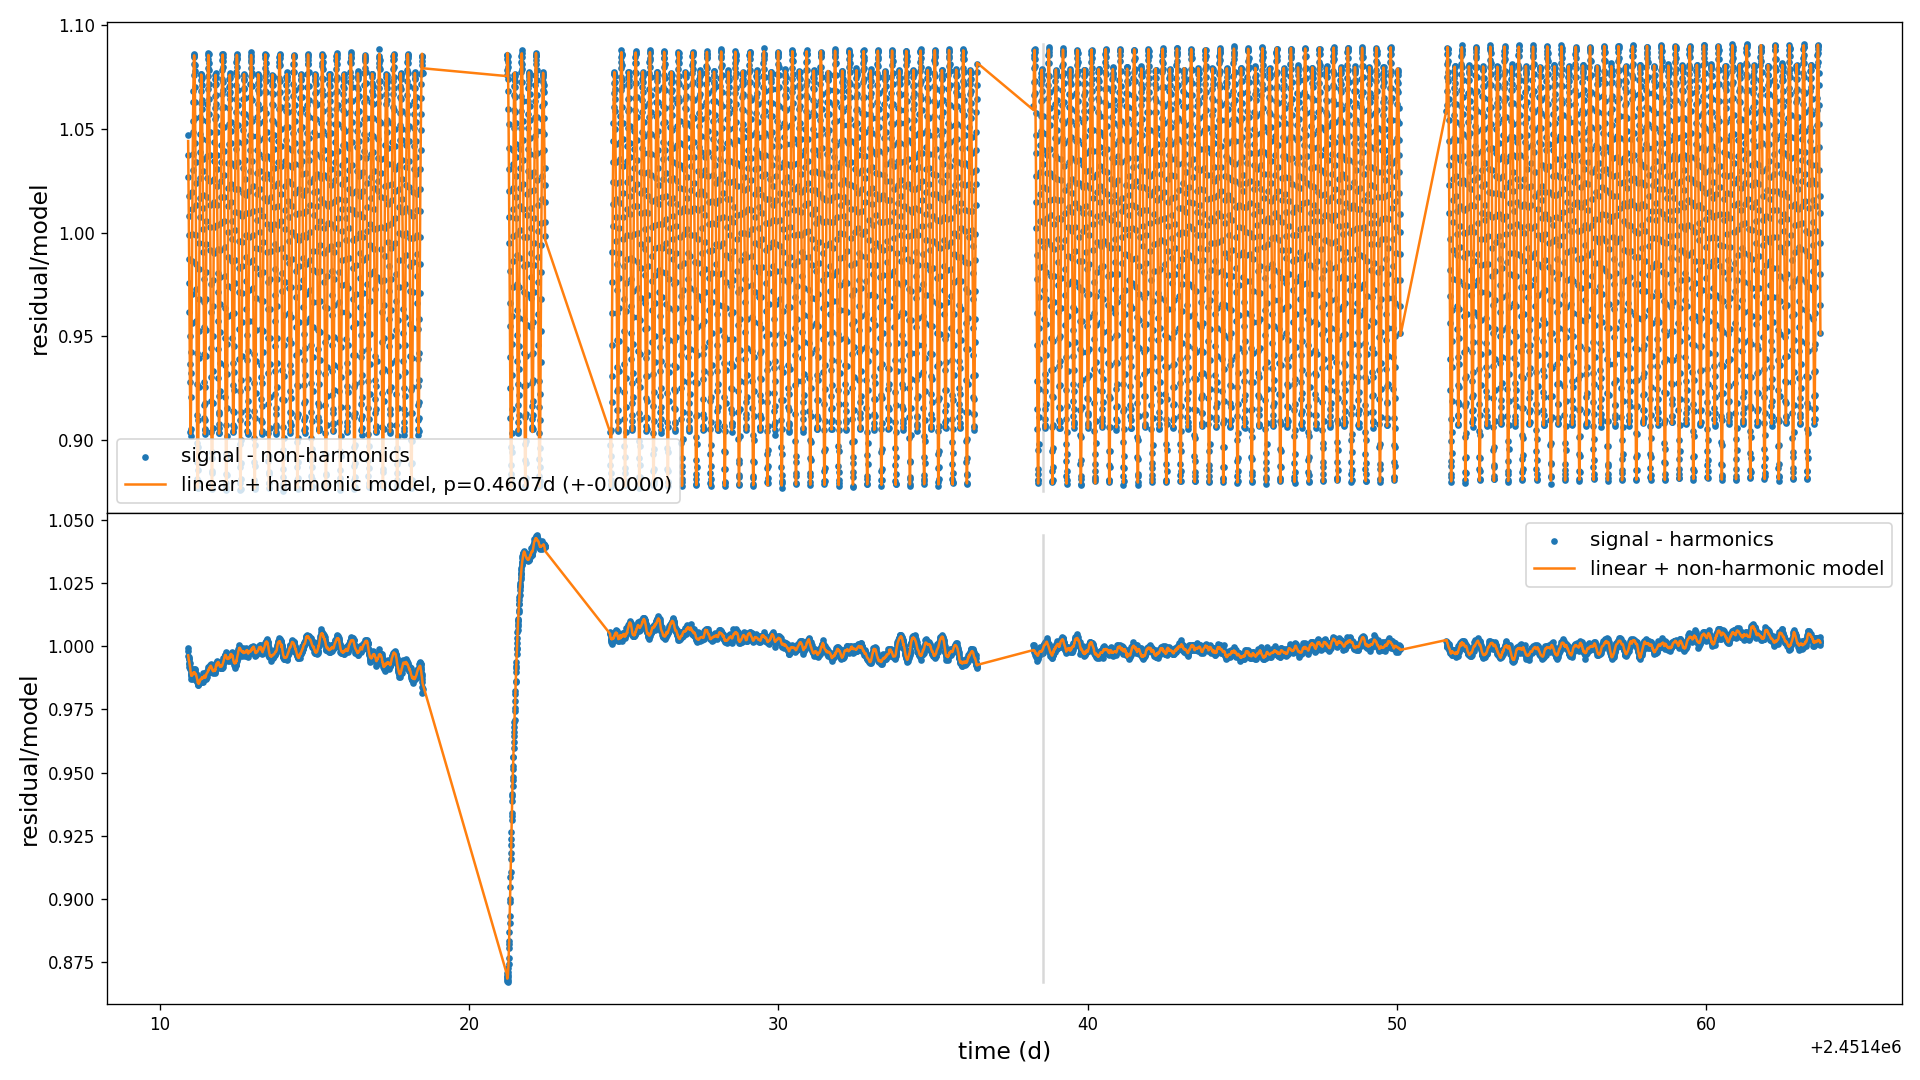 1.10
1.05
1.00
0.95
0.90
residual/model
signal - non-harmonics
linear + harmonic model, p=0.4607d (+-0.0000)
1.050
1.025
1.000
0.975
0.950
0.925
0.900
0.875
residual/model
signal - harmonics
linear + non-harmonic model
10 20 30 40 50 60
time (d)
+2.4514e6